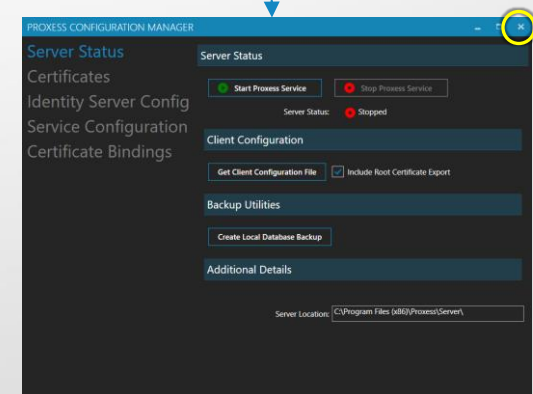 PROXESS CONFIGURATION MANAGER
Server Status
Certificates
Identity Server Config
Service Configuration
Certificate Bindings
Server Status
Start Proxess Service
Stop Proxess Service
Server Status:
Stopped
Client Configuration
Get Client Configuration File
Include Root Certificate Export
Backup Utilities
Create Local Database Backup
Additional Details
Server Location:
C:\Program Files (x86)\Proxess\Server\